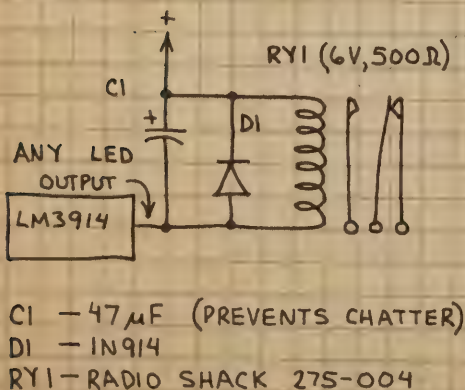 +
RY1 (6V, 500Ω)
C1
+
D1
ANY LED
OUTPUT
LM3914
C1 - 47µF (PREVENTS CHATTER)
D1 - 1N914
RY1 - RADIO SHACK 275-004